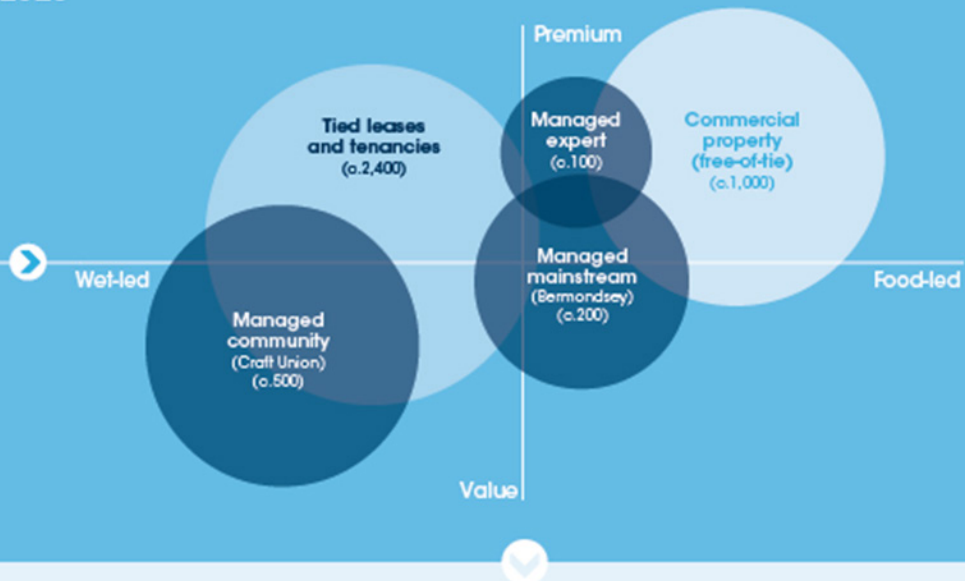 Premium
Tied leases
and tenancies
(c.2,400)
Managed
expert
(c.100)
Commercial
property
(free-of-tie)
(c.1,000)
Wet-led
Food-led
Managed
mainstream
(Bermondsey)
(c.200)
Managed
community
(Craft Union)
(c.500)
Value